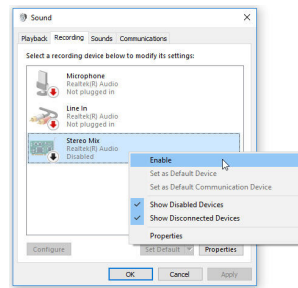 Sound
Playback Recording Sounds Communications
Select a recording device below to modify its settings:
Microphone
Realtek(R) Audio
Not plugged in
Line In
Realtek(R) Audio
Not plugged in
Stereo Mix
Realtek(R) Audio
Disabled
Enable
Set as Default Device
Set as Default Communication Device
Show Disabled Devices
Show Disconnected Devices
Properties
Configure Set Default Properties
OK Cancel Apply